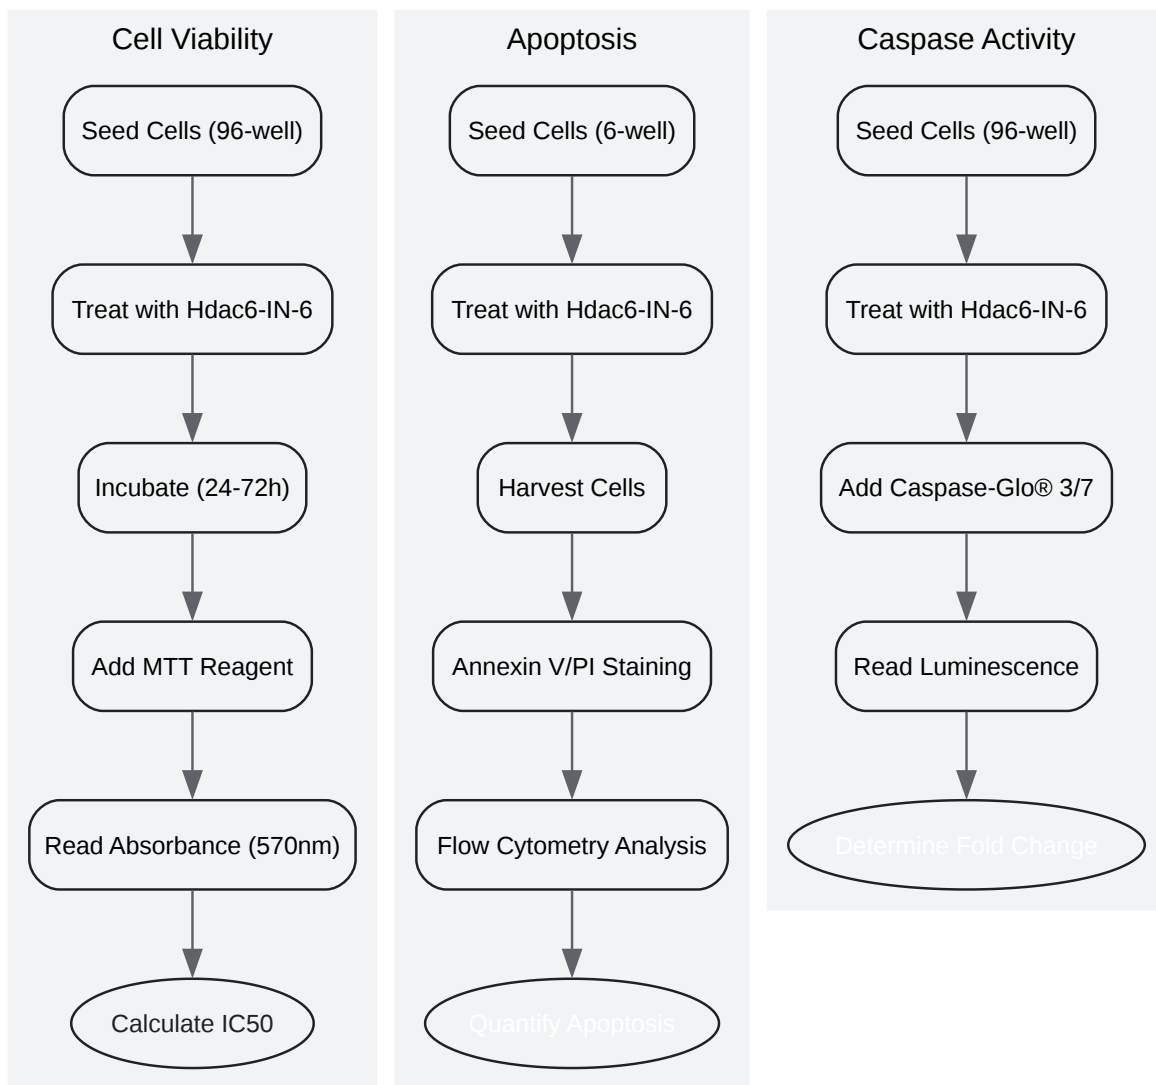 Cell Viability
Seed Cells (96-well)
Treat with Hdac6-IN-6
Incubate (24-72h)
Add MTT Reagent
Read Absorbance (570nm)
Calculate IC50
Apoptosis
Seed Cells (6-well)
Treat with Hdac6-IN-6
Harvest Cells
Annexin V/PI Staining
Flow Cytometry Analysis
Quantify Apoptosis
Caspase Activity
Seed Cells (96-well)
Treat with Hdac6-IN-6
Add Caspase-Glo® 3/7
Read Luminescence
Determine Fold Change